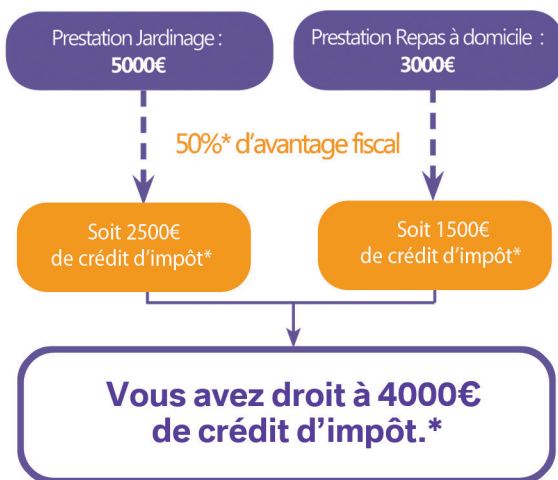 Prestation Jardinage :
5000€
Prestation Repas à domicile :
3000€
50%* d'avantage fiscal
Soit 2500€
de crédit d'impôt*
Soit 1500€
de crédit d'impôt*
Vous avez droit à 4000€
de crédit d'impôt.*